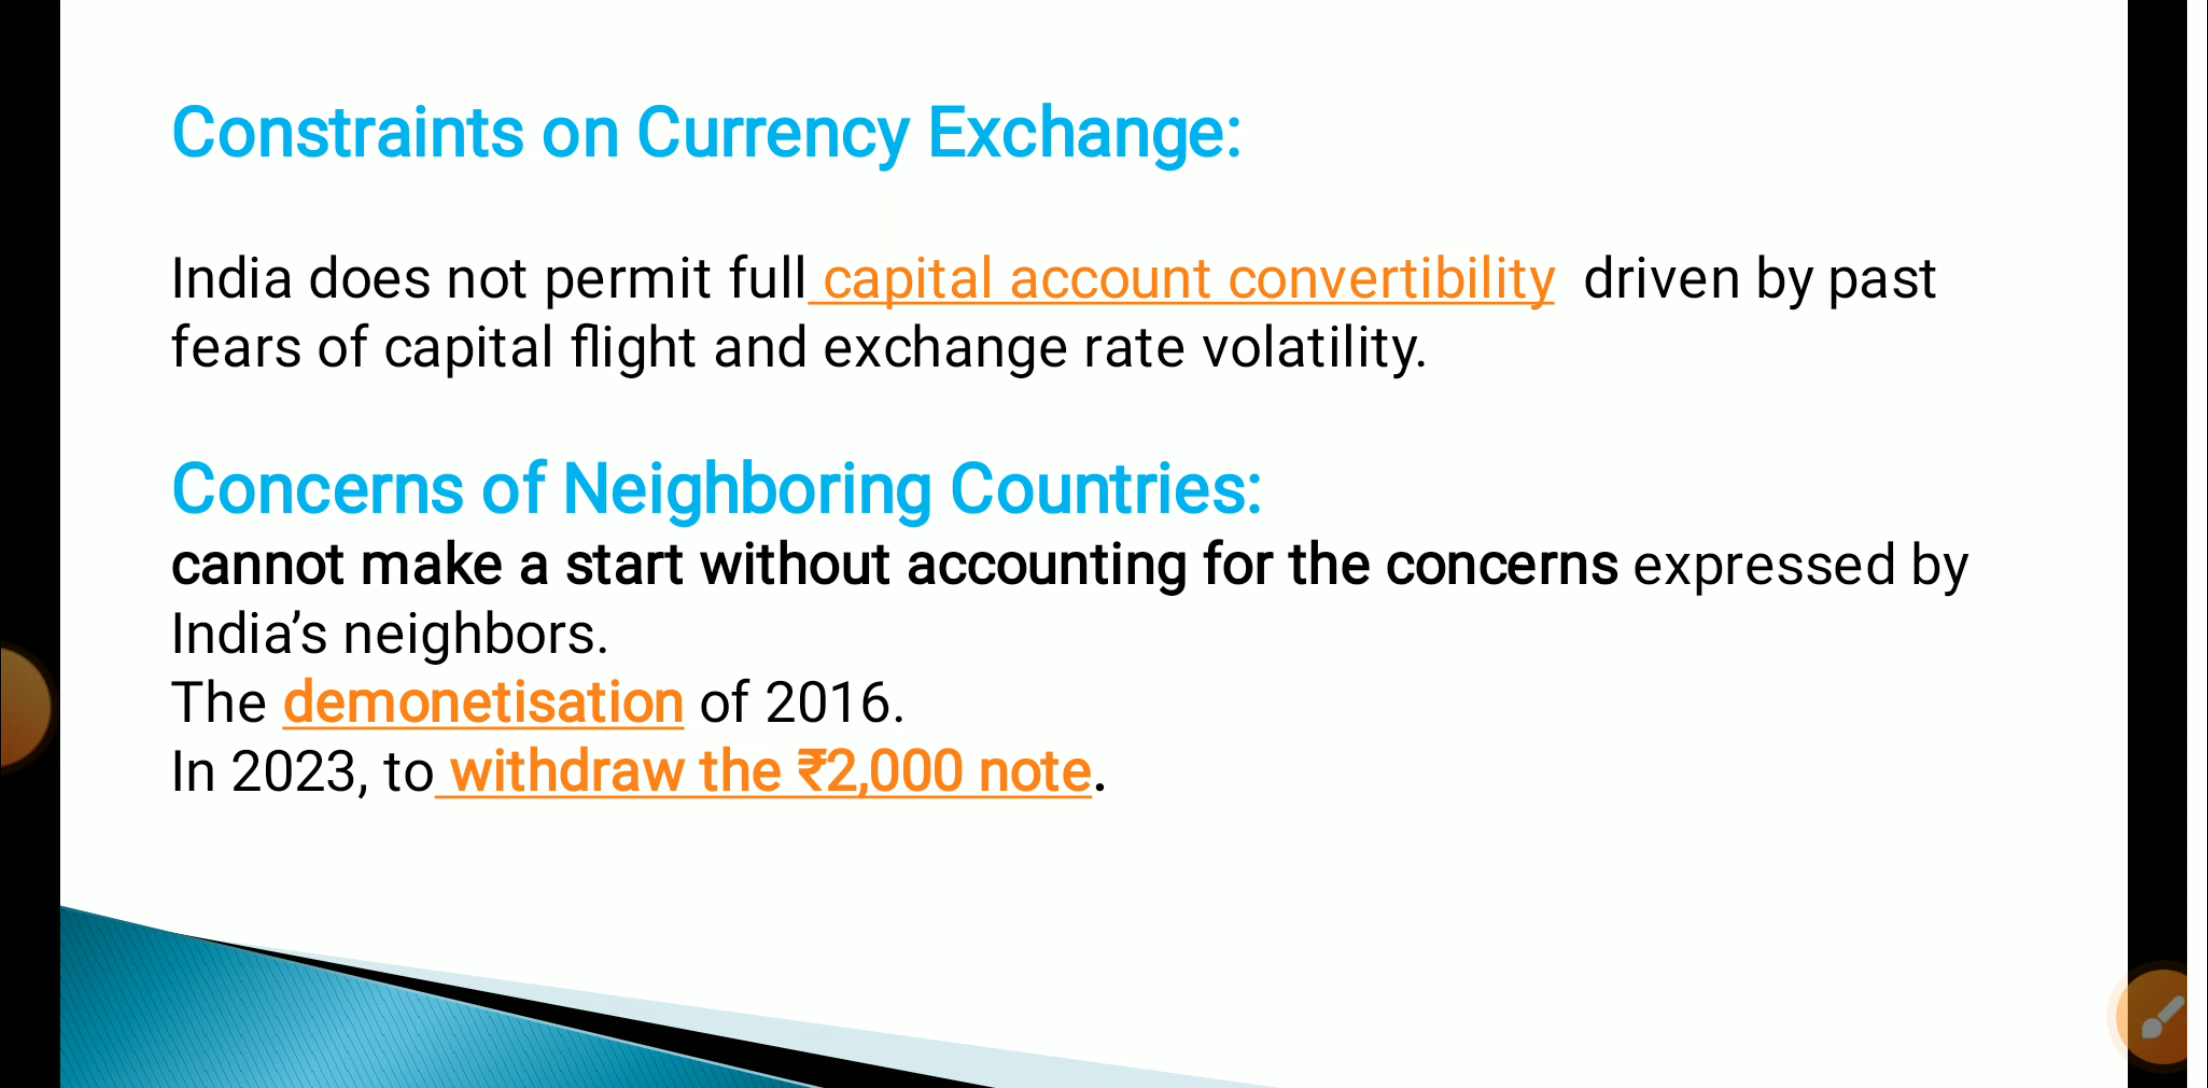 Constraints on Currency Exchange:
India does not permit full capital account convertibility driven by past
fears of capital flight and exchange rate volatility.
Concerns of Neighboring Countries:
cannot make a start without accounting for the concerns expressed by
India’s neighbors.
The demonetisation of 2016.
In 2023, to withdraw the ₹2,000 note.